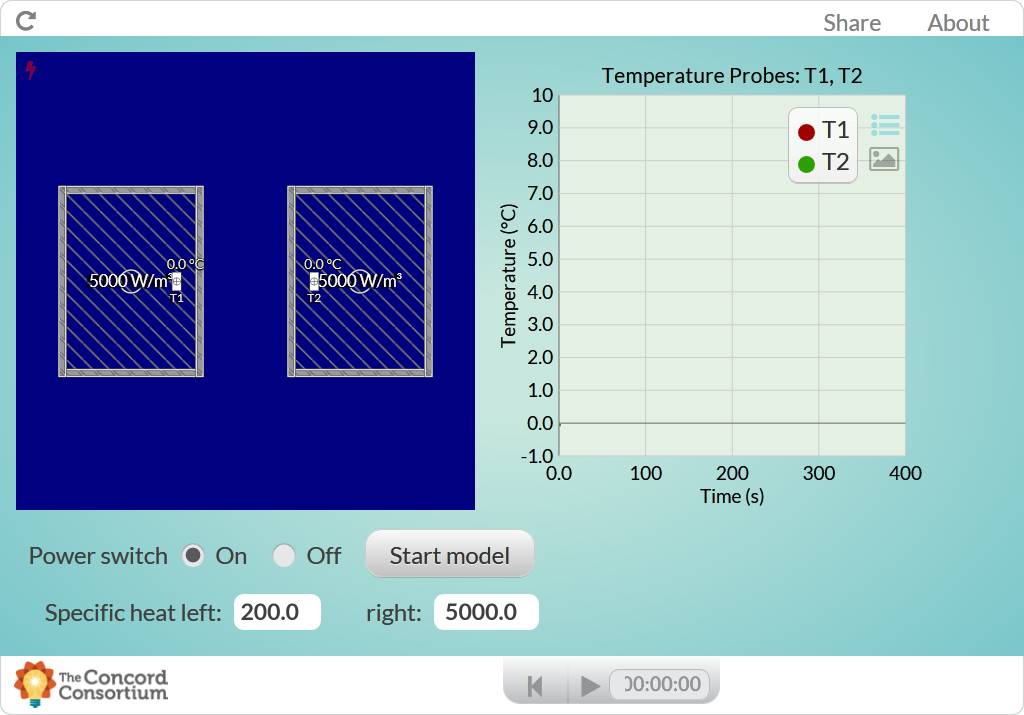 Share About
Temperature Probes: T1, T2
10
9.0
8.0
7.0
6.0
5.0
4.0
3.0
2.0
1.0
0.0
-1.0
Temperature (°C)
0.0 100 200 300 400
Time (s)
T1
T2
0.0 °C
5000 W/m³
T1
0.0 °C
5000 W/m³
T2
Power switch On Off Start model
Specific heat left: 200.0 right: 5000.0
The Concord
Consortium
00:00:00